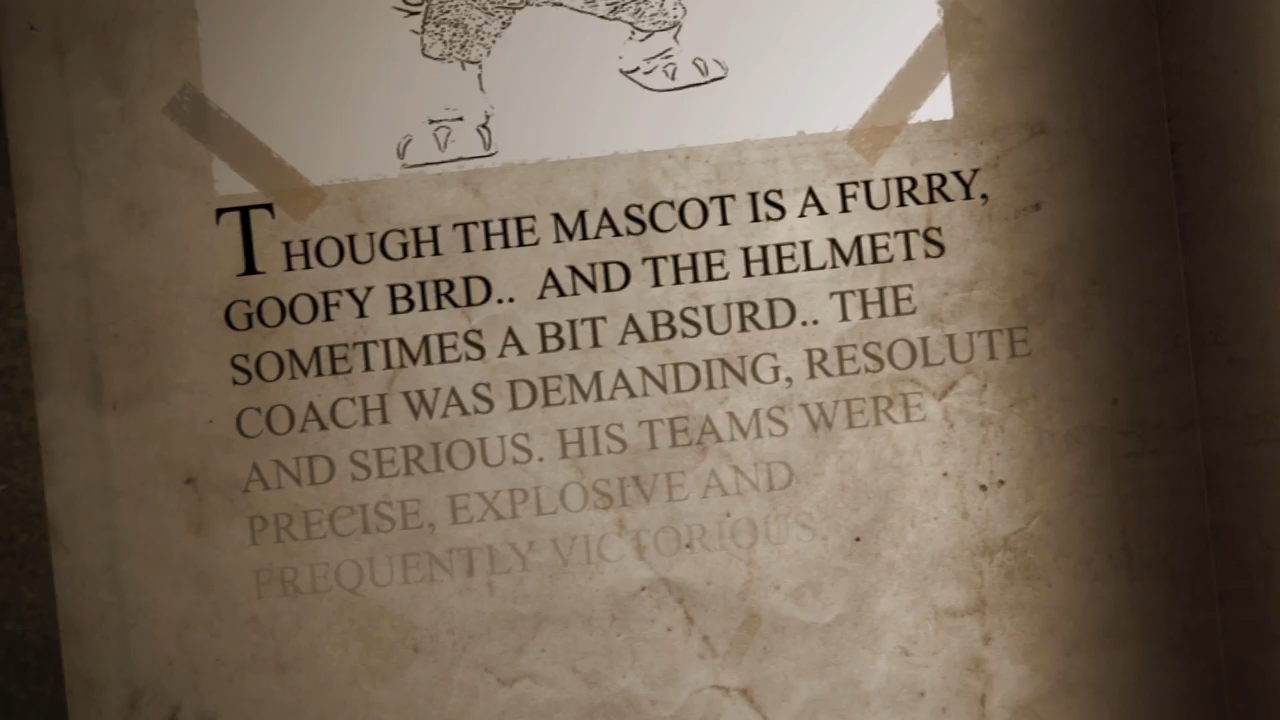 THOUGH THE MASCOT IS A FURRY,
GOOFY BIRD.. AND THE HELMETS
SOMETIMES A BIT ABSURD.. THE
COACH WAS DEMANDING, RESOLUTE
AND SERIOUS. HIS TEAMS WERE
PRECISE, EXPLOSIVE AND
FREQUENTLY VICTORIOUS.